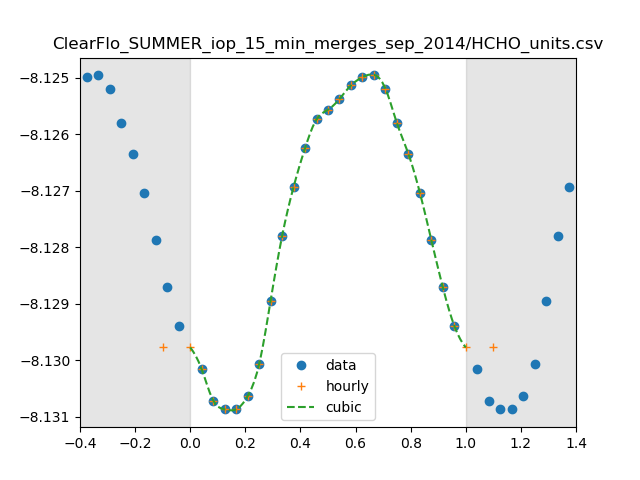 ClearFlo_SUMMER_iop_15_min_merges_sep_2014/HCHO_units.csv
−8.125
−8.126
−8.127
−8.128
−8.129
−8.130
−8.131
data
hourly
cubic
−0.4 −0.2 0.0 0.2 0.4 0.6 0.8 1.0 1.2 1.4